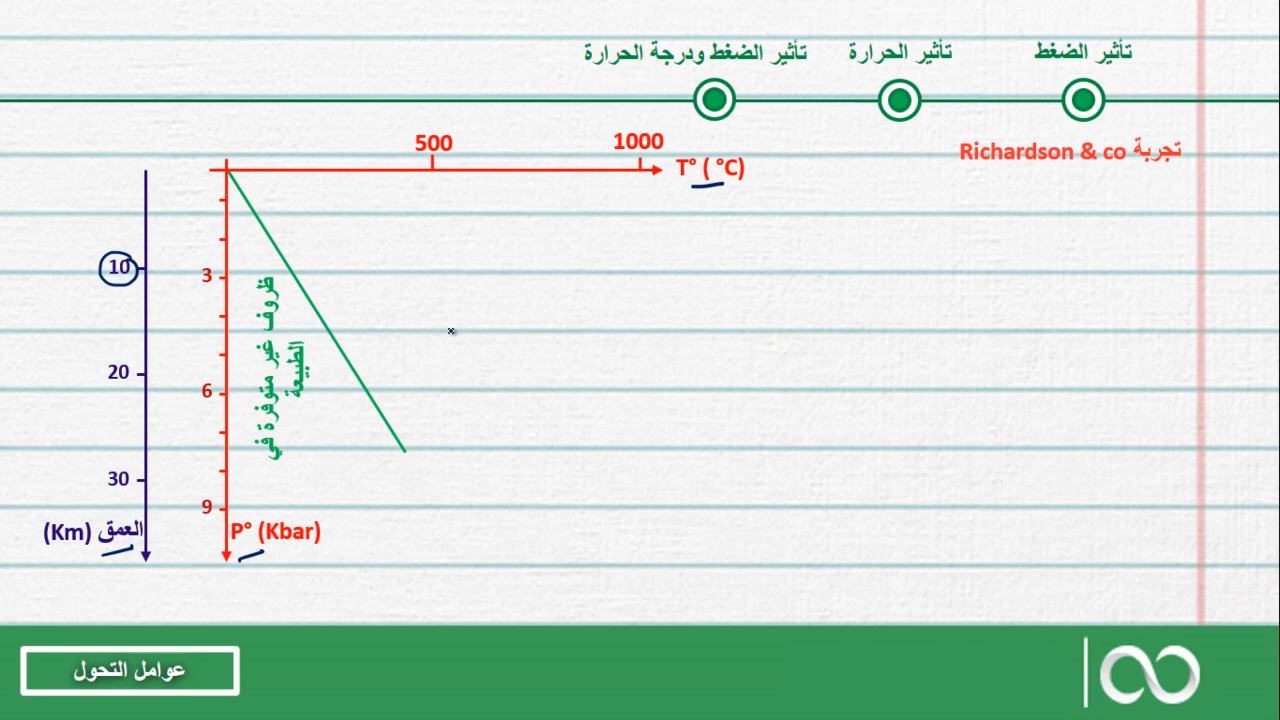 تأثير الضغط
تأثير الحرارة
تأثير الضغط ودرجة الحرارة
تجربة Richardson & co
500
1000
T° ( °C)
10
20
30
العمق (Km)
3
6
9
P° (Kbar)
ظروف غير متوفرة في
الطبيعة
عوامل التحول